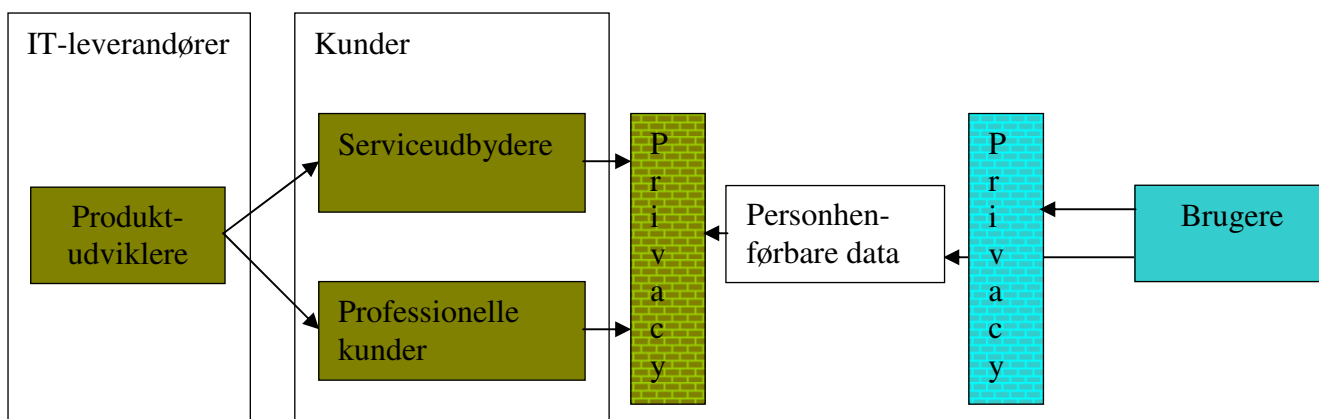 IT-leverandører
Produkt-
udviklere
Kunder
Serviceudbydere
Professionelle
kunder
P
r
i
v
a
c
y
Personhen-
førbare data
P
r
i
v
a
c
y
Brugere